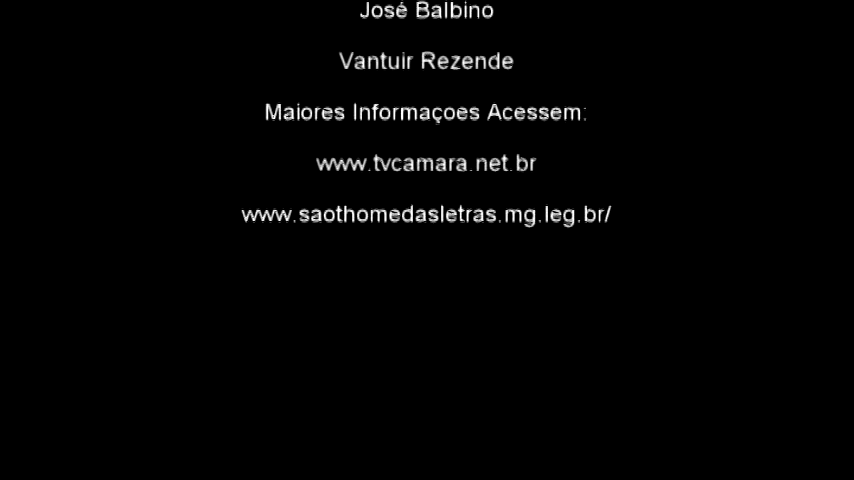 José Balbino
Vantuir Rezende
Maiores Informaçoes Acessem:
www.tvcamara.net.br
www.saothomedasletras.mg.leg.br/